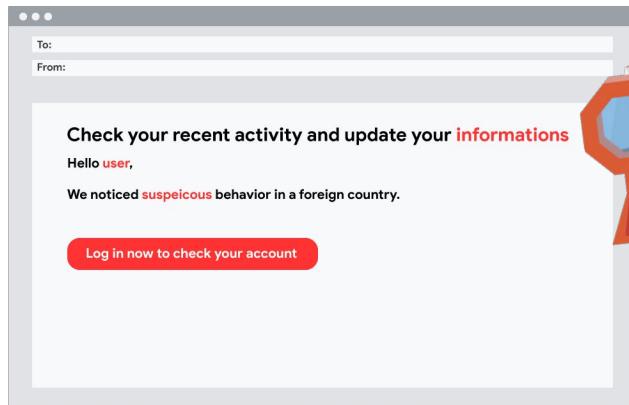 To:
From:
Check your recent activity and update your informations
Hello user,
We noticed suspeicous behavior in a foreign country.
Log in now to check your account